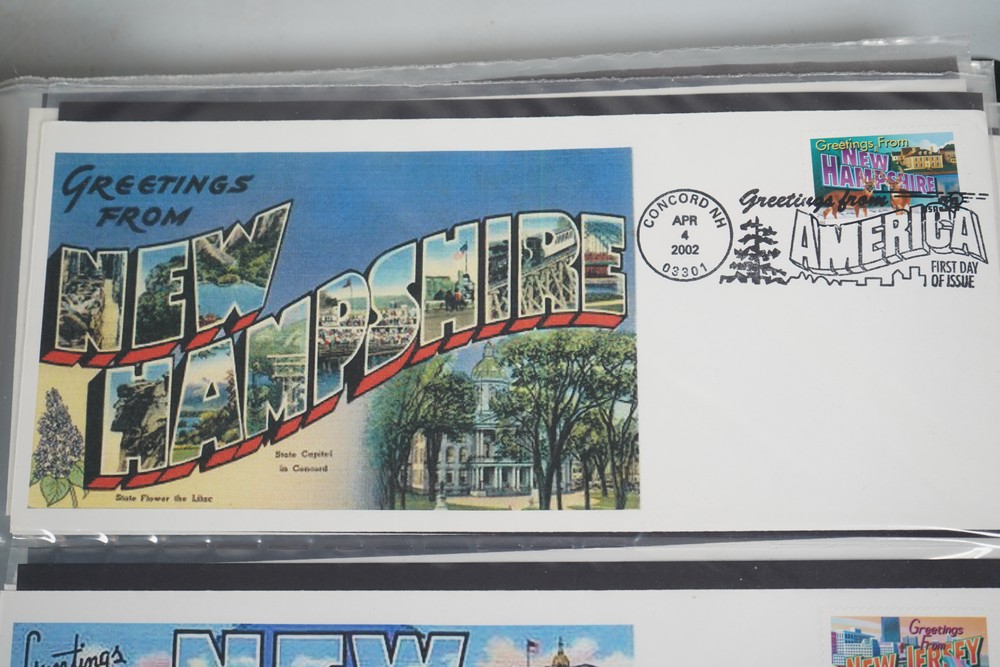 GREETINGS
FROM
NEW
HAMPSHIRE
State Capitol
in Concord
State Flower the Lilac
Greetings From
NEW
HAMPSHIRE
CONCORD NH
APR
4
2002
03301
Greetings from
AMERICA
FIRST DAY
OF ISSUE
Greetings
NEW
Greetings
from
NEW JERSEY